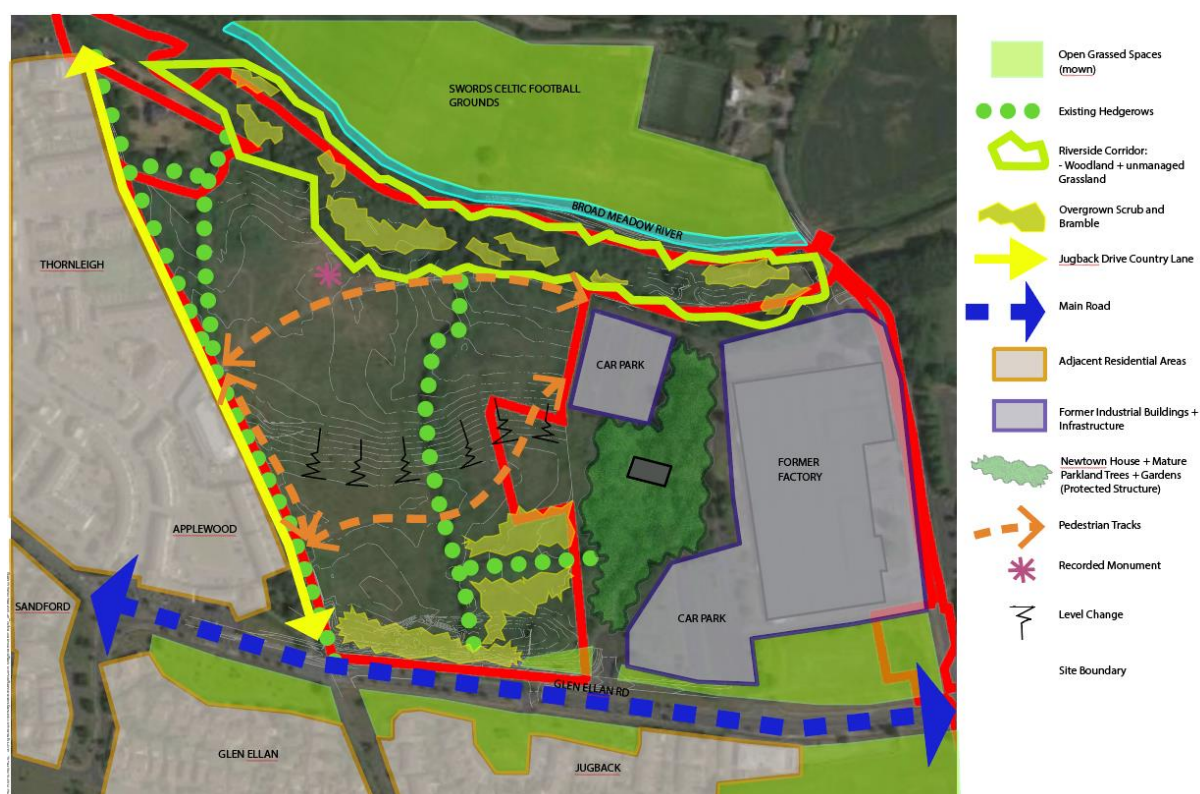 SWORDS CELTIC FOOTBALL
GROUNDS
BROAD MEADOW RIVER
THORNLEIGH
CAR PARK
FORMER
FACTORY
APPLEWOOD
SANDFORD
CAR PARK
GLEN ELLAN RD
GLEN ELLAN
JUGBACK
Open Grassed Spaces
(mown)
Existing Hedgerows
Riverside Corridor:
- Woodland + unmanaged
Grassland
Overgrown Scrub and
Bramble
Jugback Drive Country Lane
Main Road
Adjacent Residential Areas
Former Industrial Buildings +
Infrastructure
Newtown House + Mature
Parkland Trees + Gardens
(Protected Structure)
Pedestrian Tracks
Recorded Monument
Level Change
Site Boundary